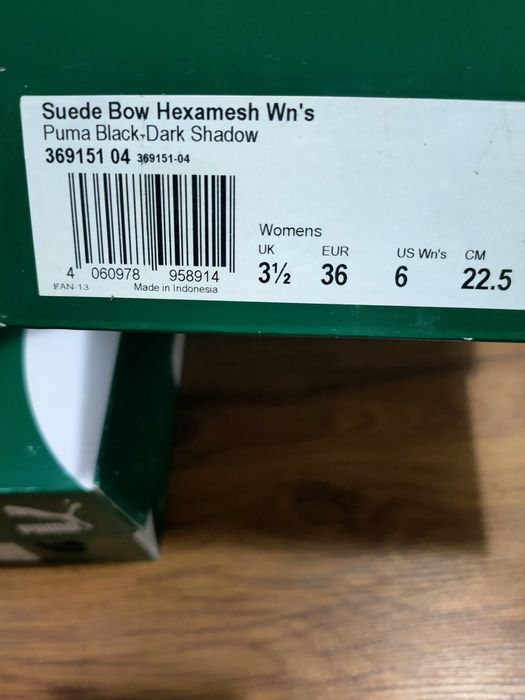 Suede Bow Hexamesh Wn's
Puma Black-Dark Shadow
369151 04 369151-04
4 060978 958914
EAN-13 Made in Indonesia
Womens
UK EUR US Wn's CM
3½ 36 6 22.5
PUMA